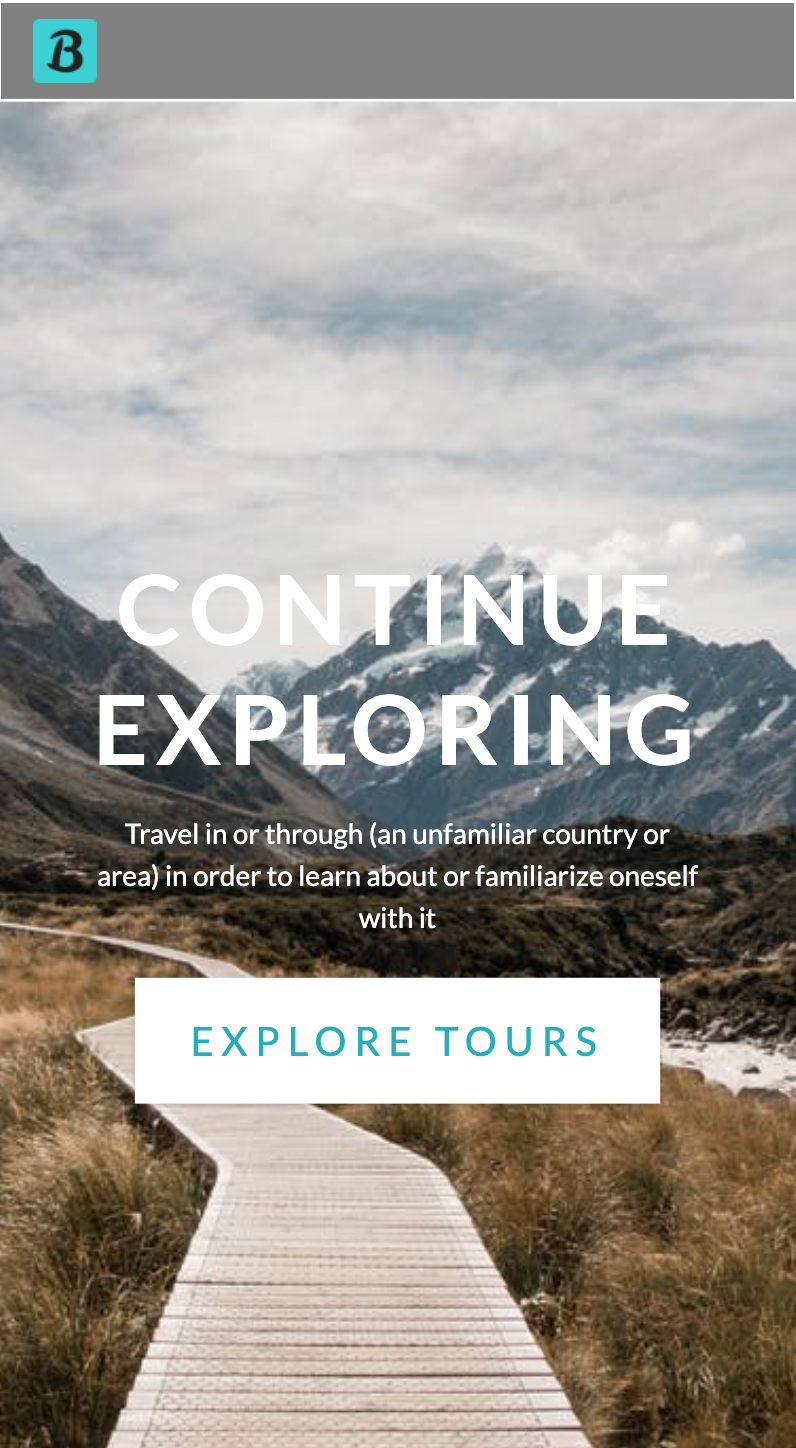 B
CONTINUE
EXPLORING
Travel in or through (an unfamiliar country or
area) in order to learn about or familiarize oneself
with it
EXPLORE TOURS